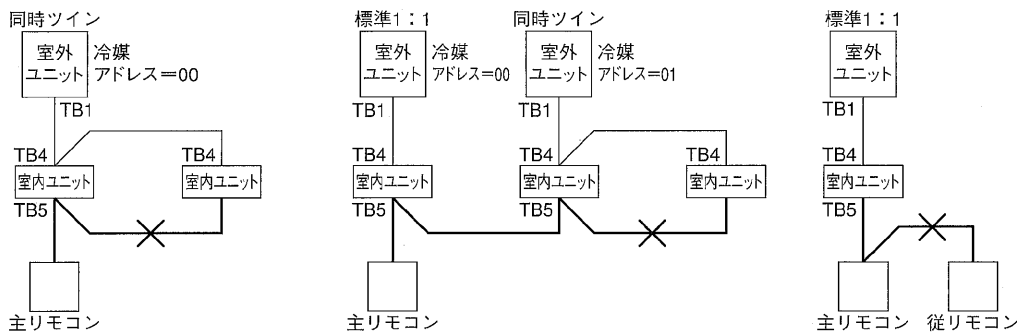 同時ツイン
室外
ユニット
冷媒
アドレス＝00
TB1
TB4
室内ユニット
TB5
TB4
室内ユニット
主リモコン
標準1：1
室外
ユニット
冷媒
アドレス＝00
TB1
TB4
室内ユニット
TB5
主リモコン
同時ツイン
室外
ユニット
冷媒
アドレス＝01
TB1
TB4
室内ユニット
TB5
TB4
室内ユニット
標準1：1
室外
ユニット
TB1
TB4
室内ユニット
TB5
主リモコン
従リモコン